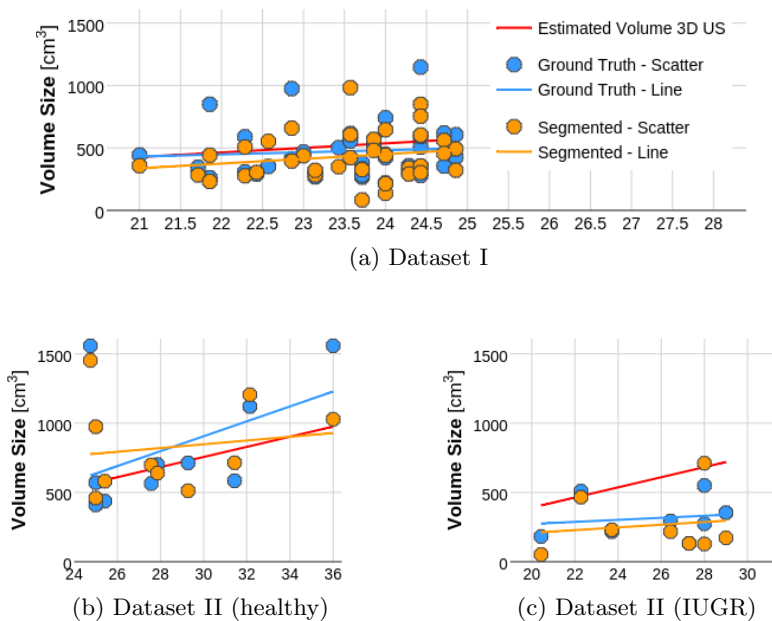 1500
1000
500
0
Volume Size [cm³]
Estimated Volume 3D US
Ground Truth - Scatter
Ground Truth - Line
Segmented - Scatter
Segmented - Line
21 21.5 22 22.5 23 23.5 24 24.5 25 25.5 26 26.5 27 27.5 28
(a) Dataset I
1500
1000
500
0
Volume Size [cm³]
24 26 28 30 32 34 36
(b) Dataset II (healthy)
1500
1000
500
0
Volume Size [cm³]
20 22 24 26 28 30
(c) Dataset II (IUGR)